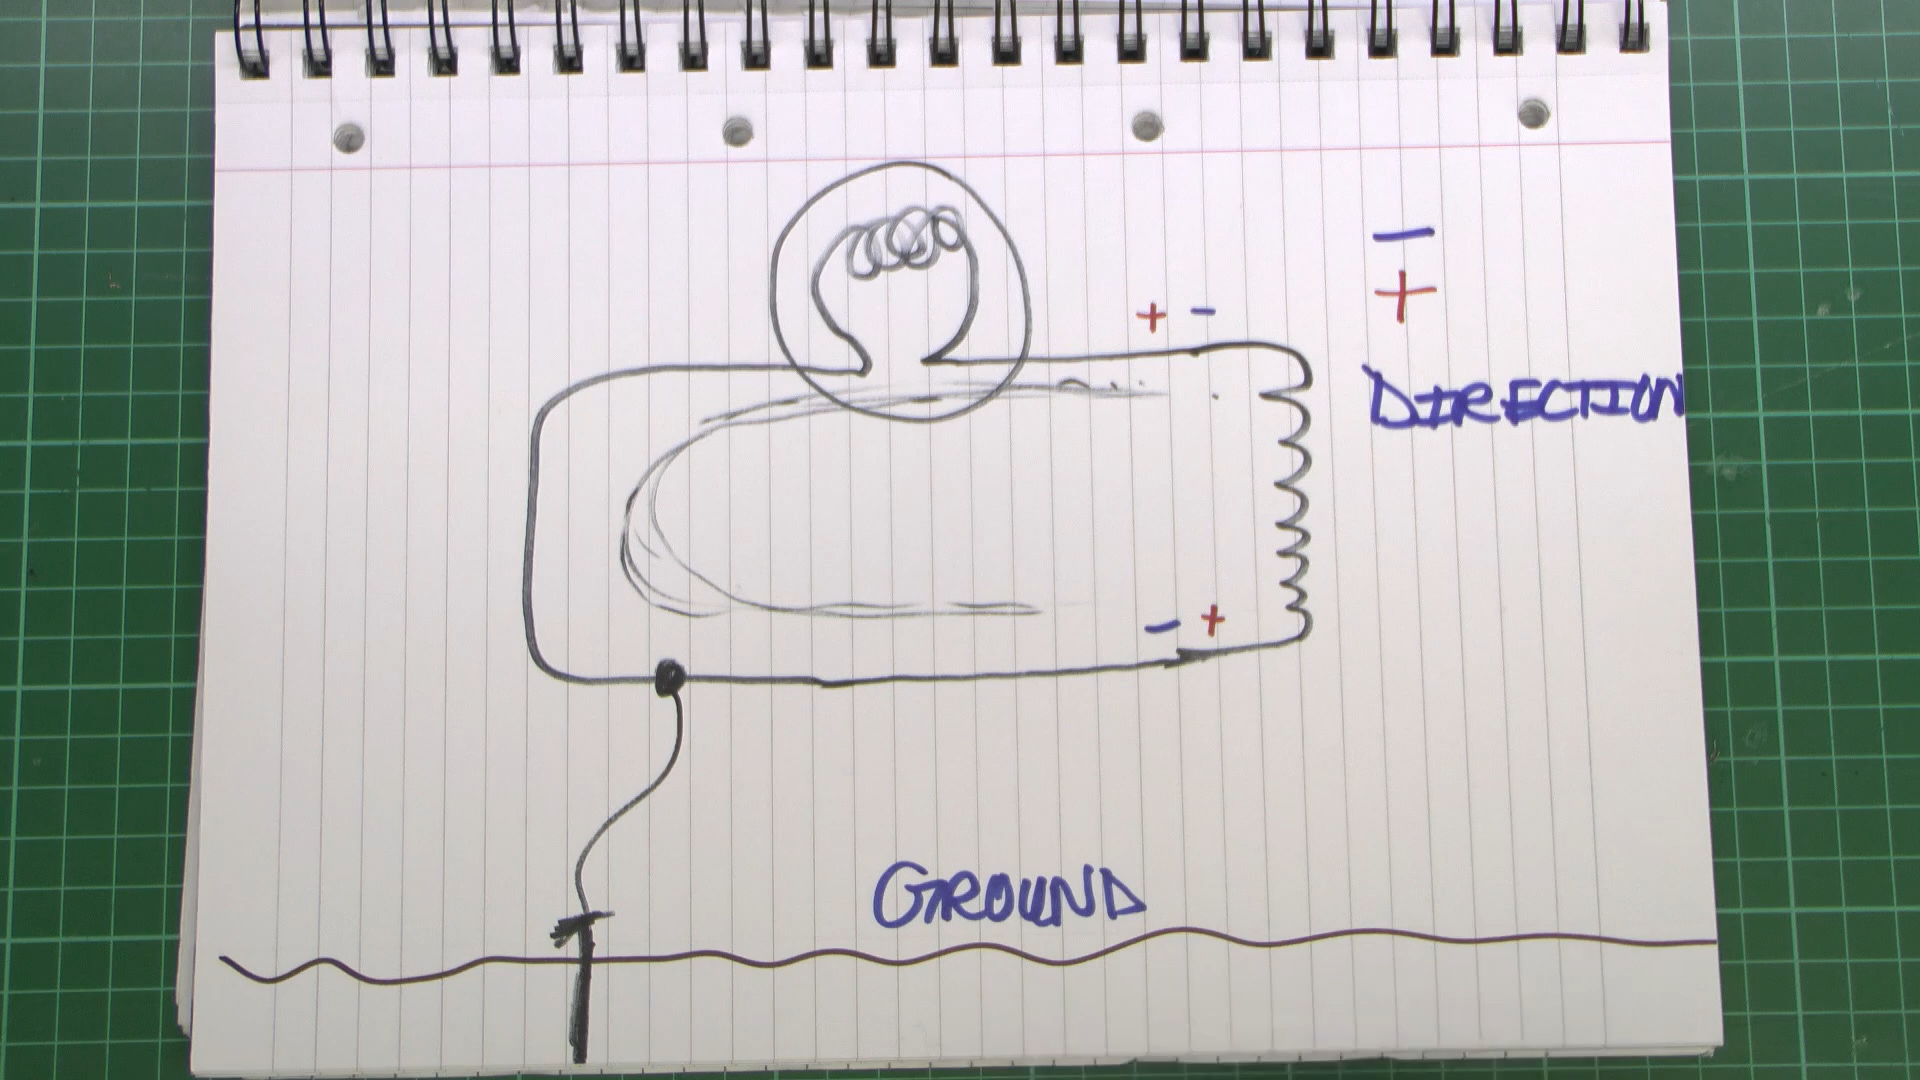 + -
-
+
DIRECTION
- +
GROUND